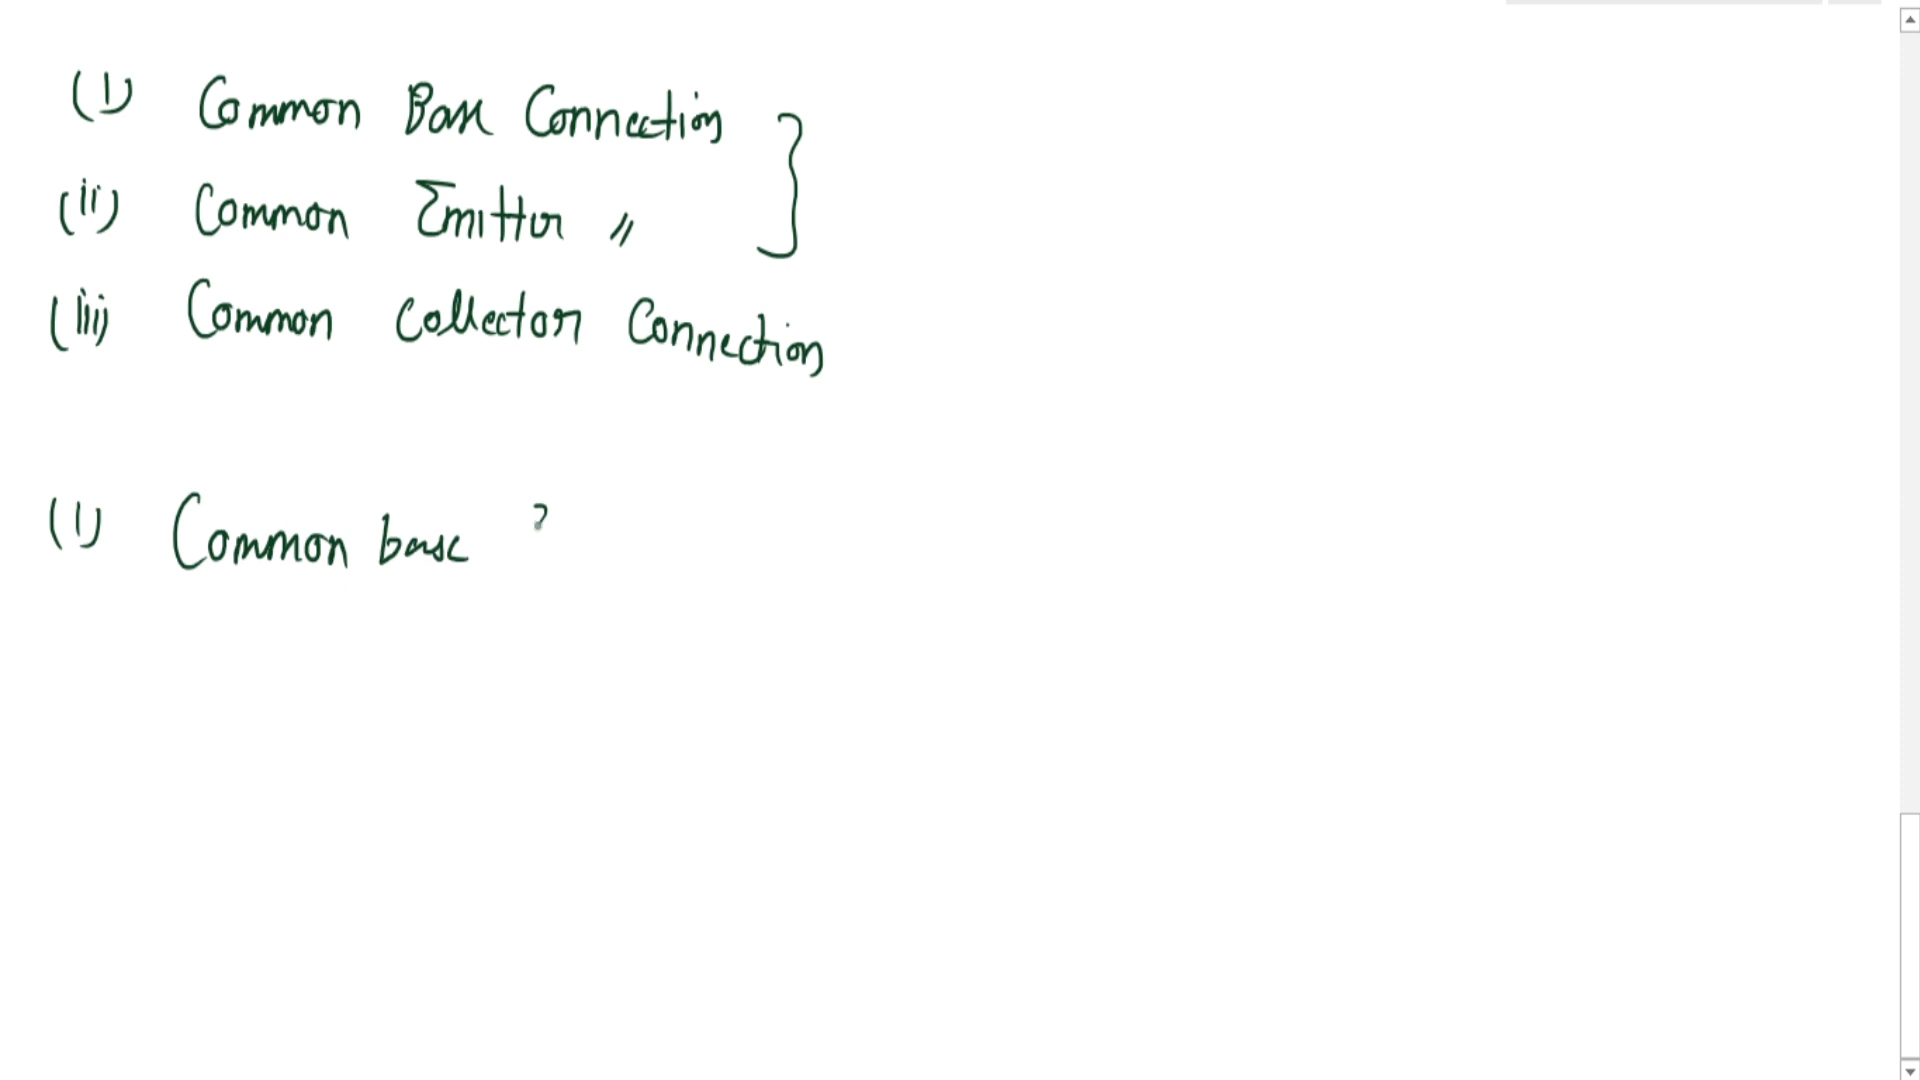 (i) Common Base Connection
(ii) Common Emitter "
(iii) Common Collector Connection
(i) Common base ?